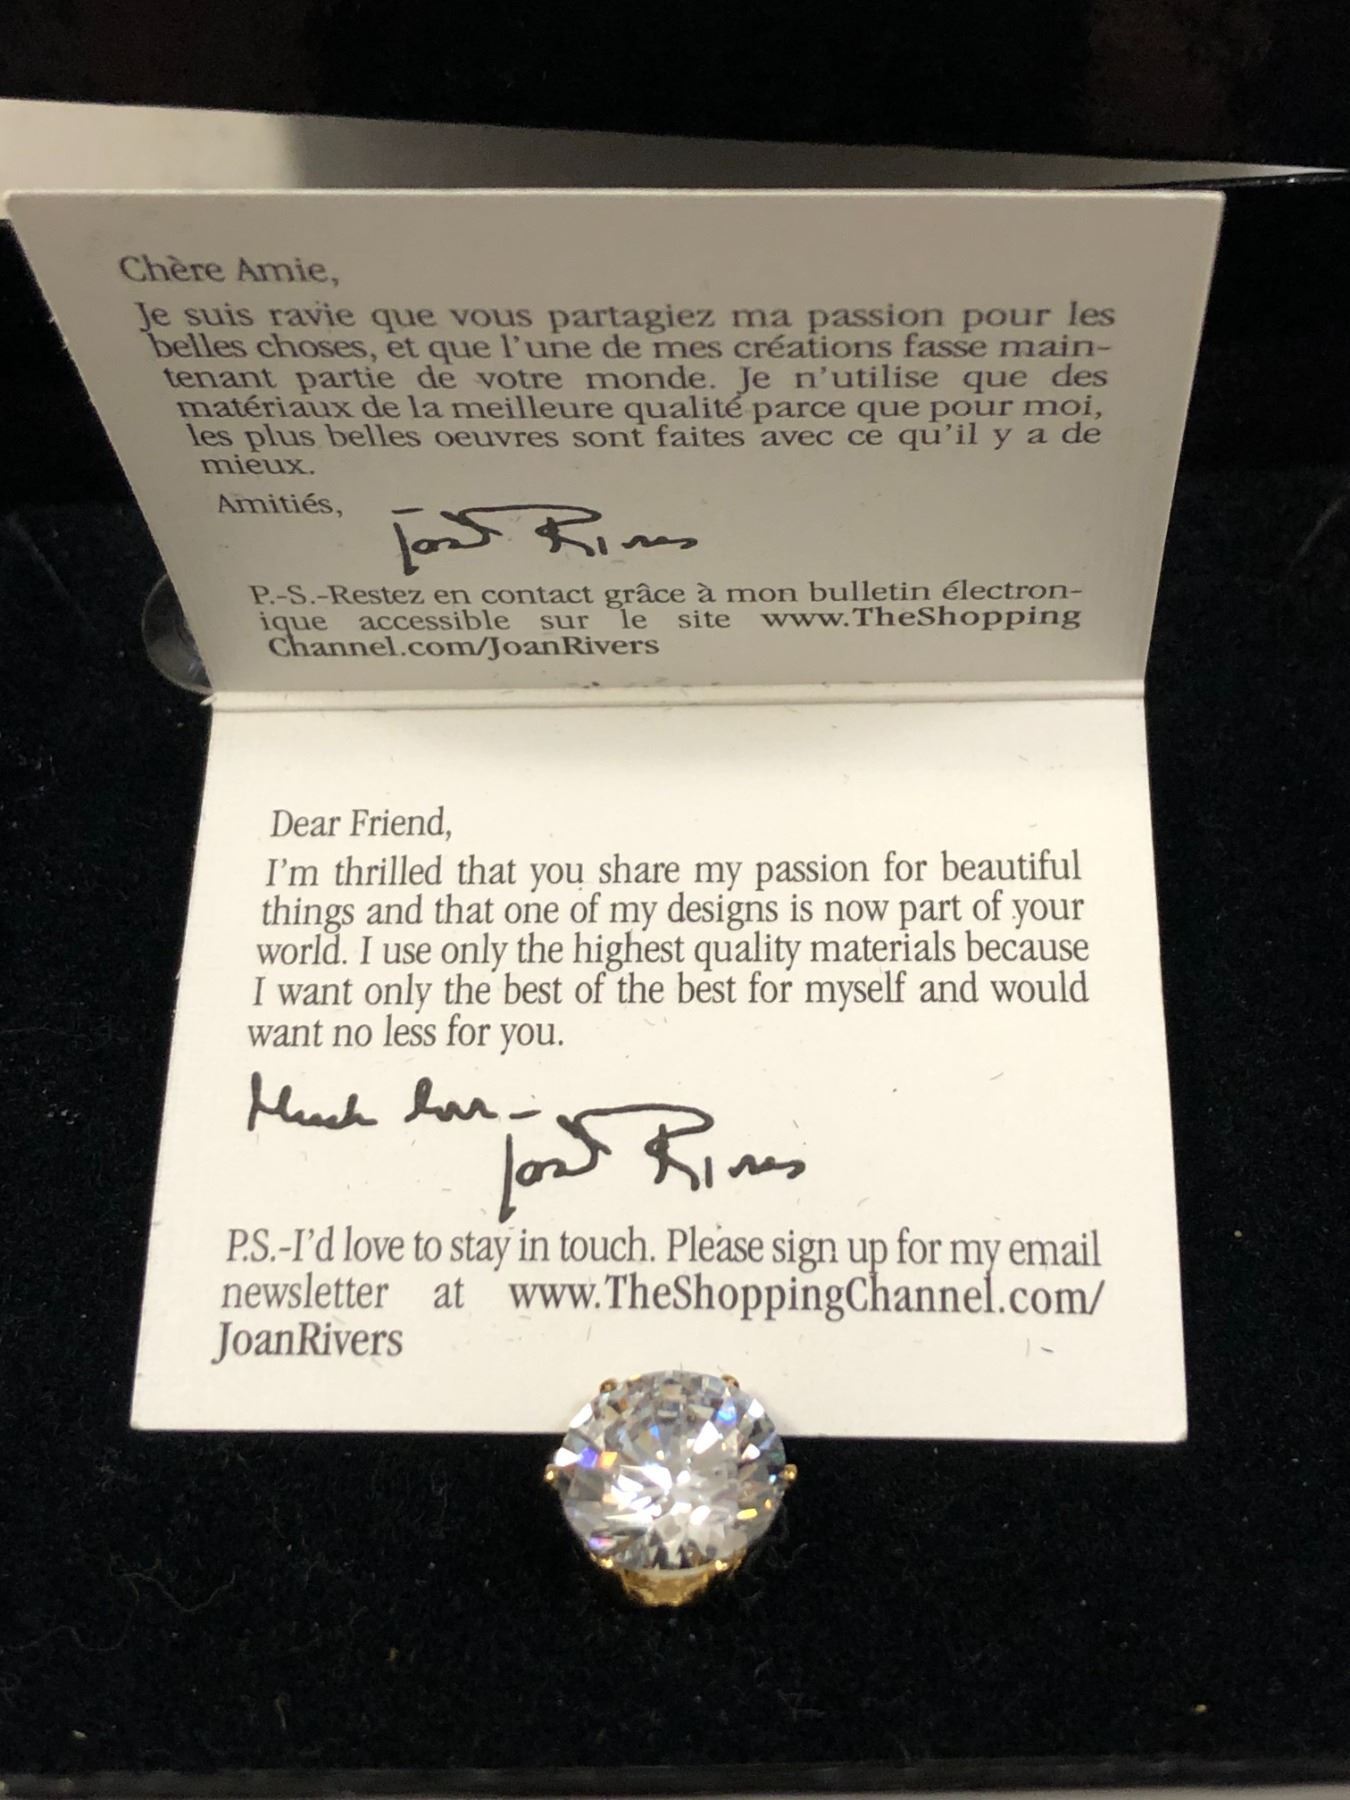 Chère Amie,
Je suis ravie que vous partagiez ma passion pour les
belles choses, et que l'une de mes créations fasse main-
tenant partie de votre monde. Je n'utilise que des
matériaux de la meilleure qualité parce que pour moi,
les plus belles oeuvres sont faites avec ce qu'il y a de
mieux.
Amitiés,
Joan Rivers
P.-S.-Restez en contact grâce à mon bulletin électron-
ique accessible sur le site www.TheShopping
Channel.com/JoanRivers
Dear Friend,
I'm thrilled that you share my passion for beautiful
things and that one of my designs is now part of your
world. I use only the highest quality materials because
I want only the best of the best for myself and would
want no less for you.
Much love -
Joan Rivers
P.S.-I'd love to stay in touch. Please sign up for my email
newsletter at www.TheShoppingChannel.com/
JoanRivers